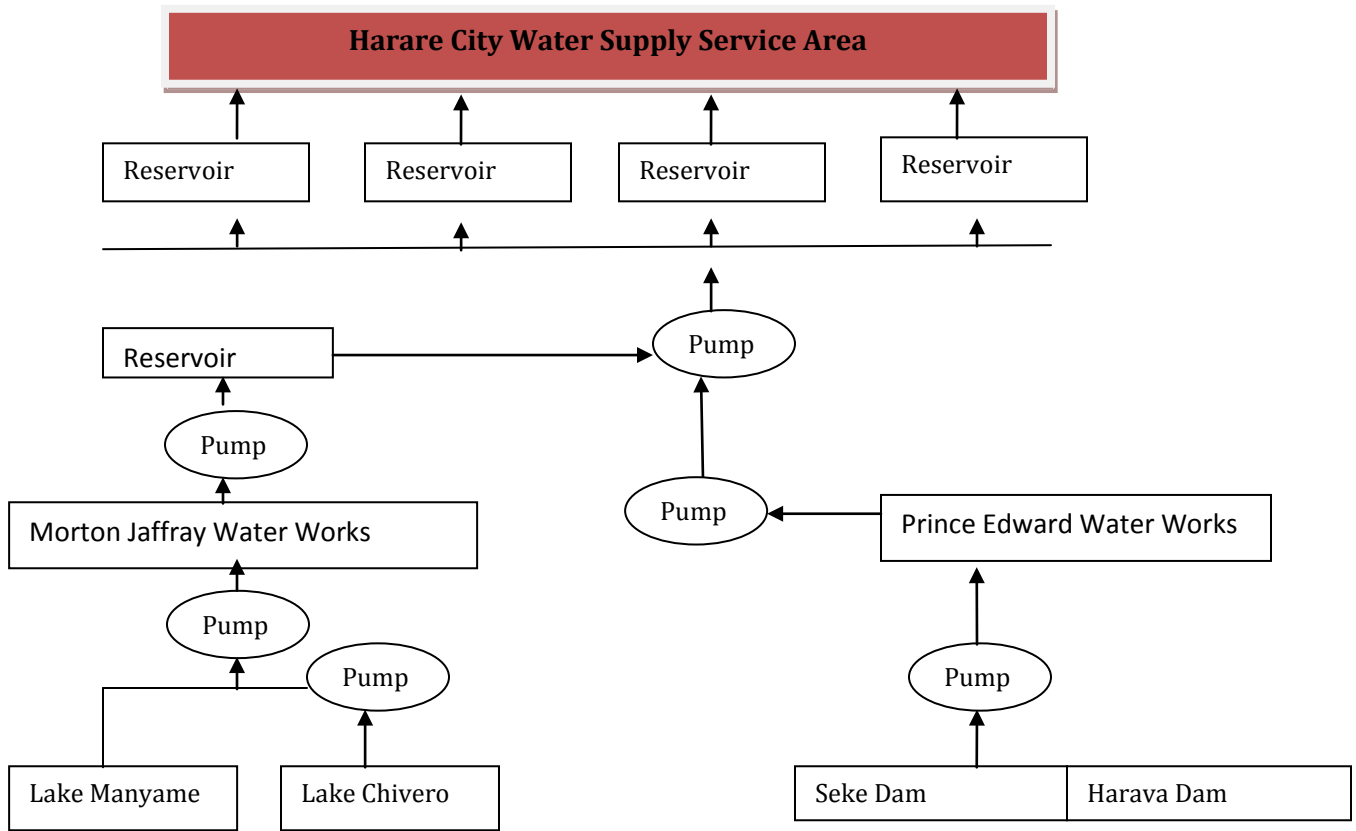 Harare City Water Supply Service Area
Reservoir
Reservoir
Reservoir
Reservoir
Reservoir
Pump
Pump
Morton Jaffray Water Works
Pump
Prince Edward Water Works
Pump
Pump
Pump
Lake Manyame
Lake Chivero
Seke Dam
Harava Dam